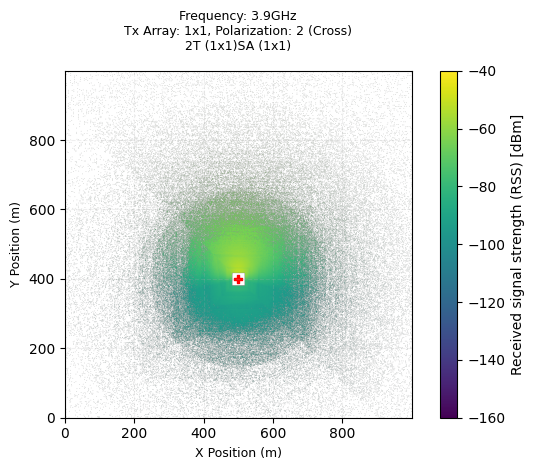 Frequency: 3.9GHz
Tx Array: 1x1, Polarization: 2 (Cross)
2T (1x1)SA (1x1)
800
600
400
200
0
0 200 400 600 800
Y Position (m)
X Position (m)
−40
−60
−80
−100
−120
−140
−160
Received signal strength (RSS) [dBm]